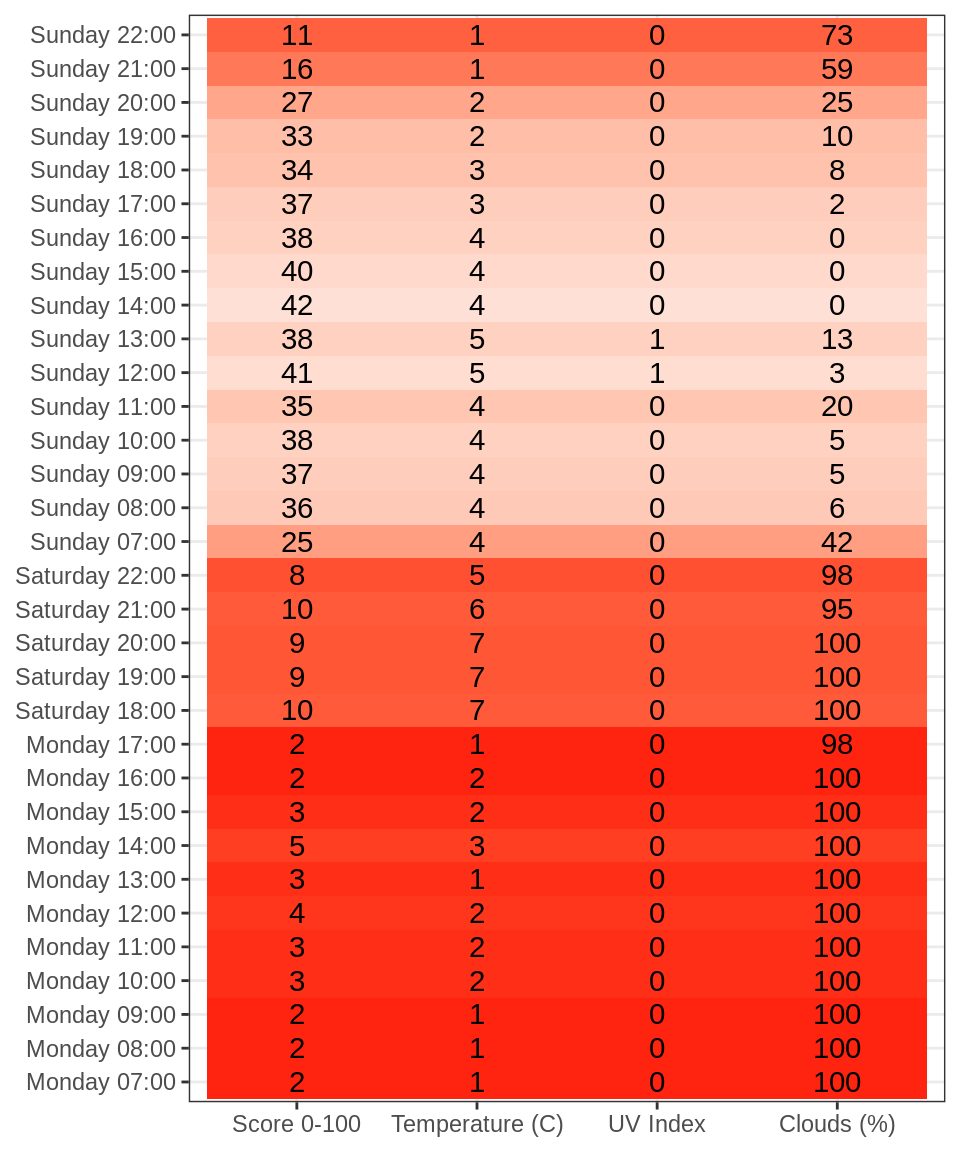 Sunday 22:00 11 1 0 73
Sunday 21:00 16 1 0 59
Sunday 20:00 27 2 0 25
Sunday 19:00 33 2 0 10
Sunday 18:00 34 3 0 8
Sunday 17:00 37 3 0 2
Sunday 16:00 38 4 0 0
Sunday 15:00 40 4 0 0
Sunday 14:00 42 4 0 0
Sunday 13:00 38 5 1 13
Sunday 12:00 41 5 1 3
Sunday 11:00 35 4 0 20
Sunday 10:00 38 4 0 5
Sunday 09:00 37 4 0 5
Sunday 08:00 36 4 0 6
Sunday 07:00 25 4 0 42
Saturday 22:00 8 5 0 98
Saturday 21:00 10 6 0 95
Saturday 20:00 9 7 0 100
Saturday 19:00 9 7 0 100
Saturday 18:00 10 7 0 100
Monday 17:00 2 1 0 98
Monday 16:00 2 2 0 100
Monday 15:00 3 2 0 100
Monday 14:00 5 3 0 100
Monday 13:00 3 1 0 100
Monday 12:00 4 2 0 100
Monday 11:00 3 2 0 100
Monday 10:00 3 2 0 100
Monday 09:00 2 1 0 100
Monday 08:00 2 1 0 100
Monday 07:00 2 1 0 100
Score 0-100 Temperature (C) UV Index Clouds (%)